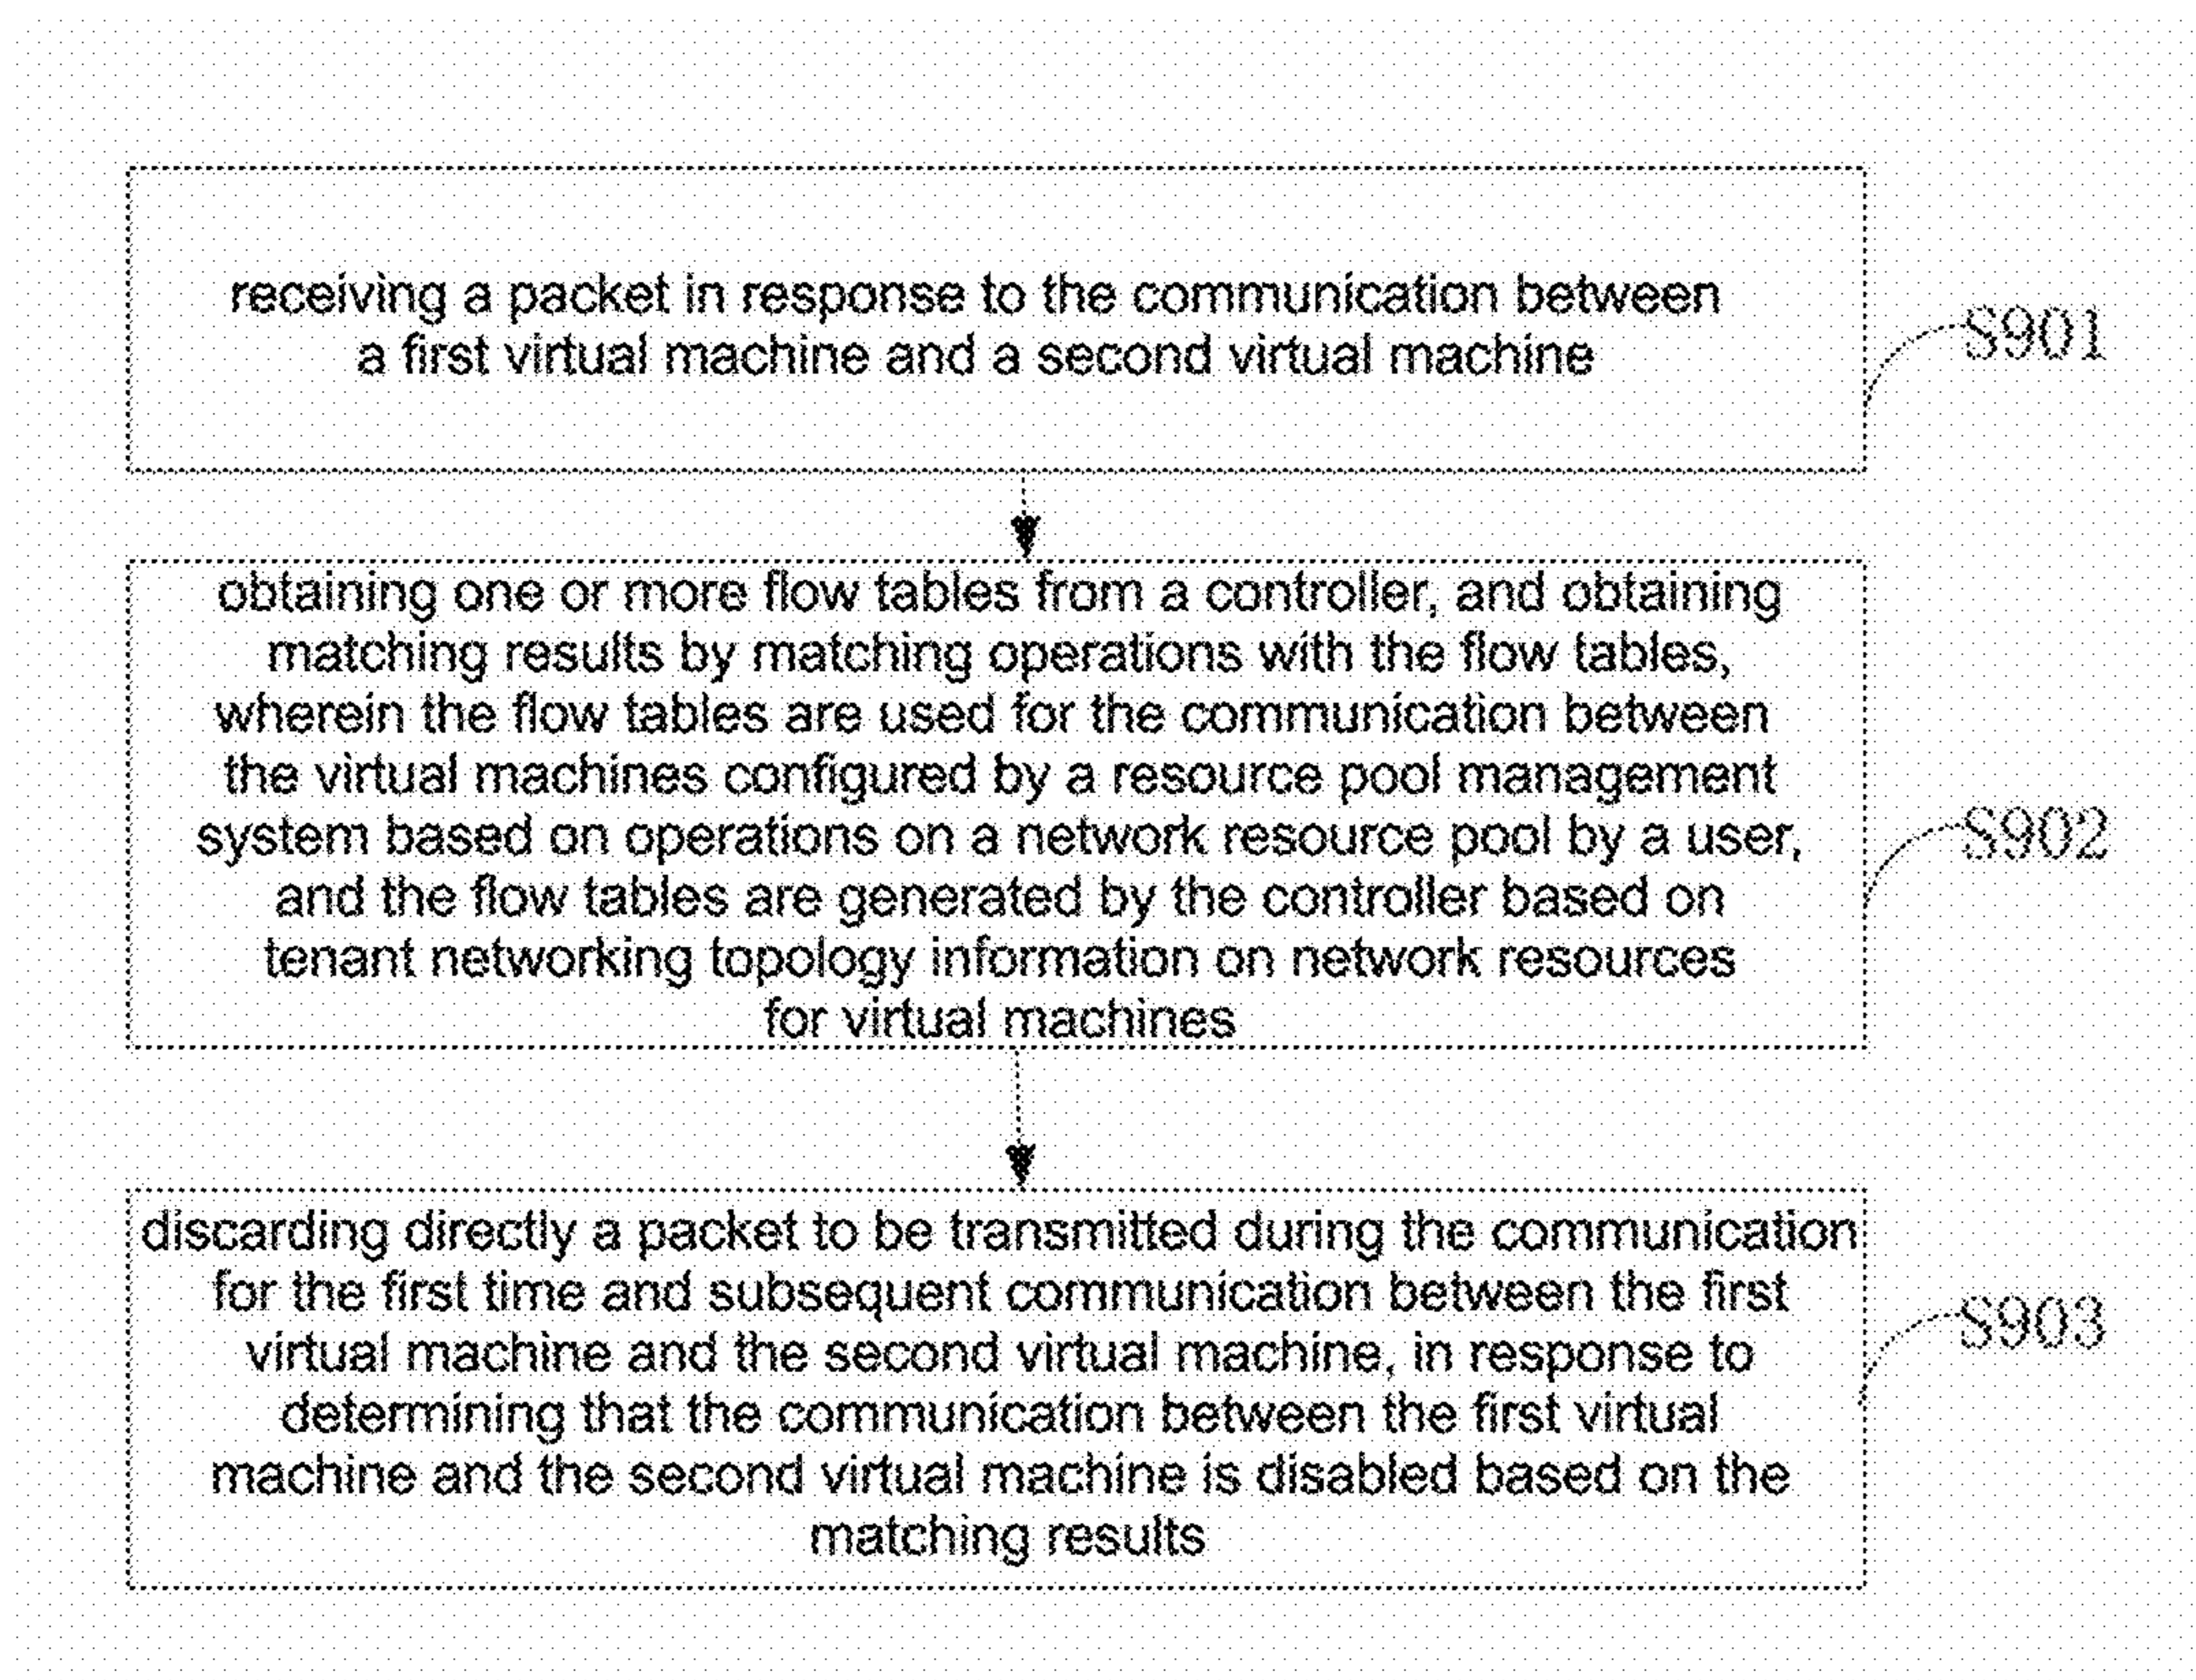 receiving a packet in response to the communication between
a first virtual machine and a second virtual machine
S901
obtaining one or more flow tables from a controller, and obtaining
matching results by matching operations with the flow tables,
wherein the flow tables are used for the communication between
the virtual machines configured by a resource pool management
system based on operations on a network resource pool by a user,
and the flow tables are generated by the controller based on
tenant networking topology information on network resources
for virtual machines
S902
discarding directly a packet to be transmitted during the communication
for the first time and subsequent communication between the first
virtual machine and the second virtual machine, in response to
determining that the communication between the first virtual
machine and the second virtual machine is disabled based on the
matching results
S903